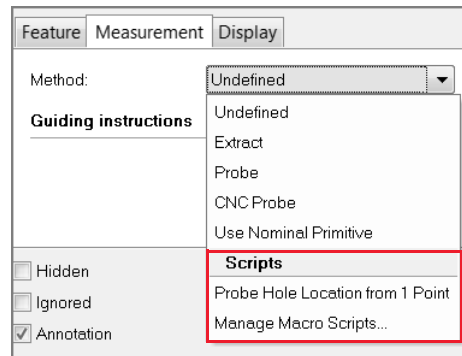 Feature Measurement Display
Method: Undefined
Guiding instructions
Undefined
Extract
Probe
CNC Probe
Use Nominal Primitive
Scripts
Probe Hole Location from 1 Point
Manage Macro Scripts...
Hidden
Ignored
Annotation